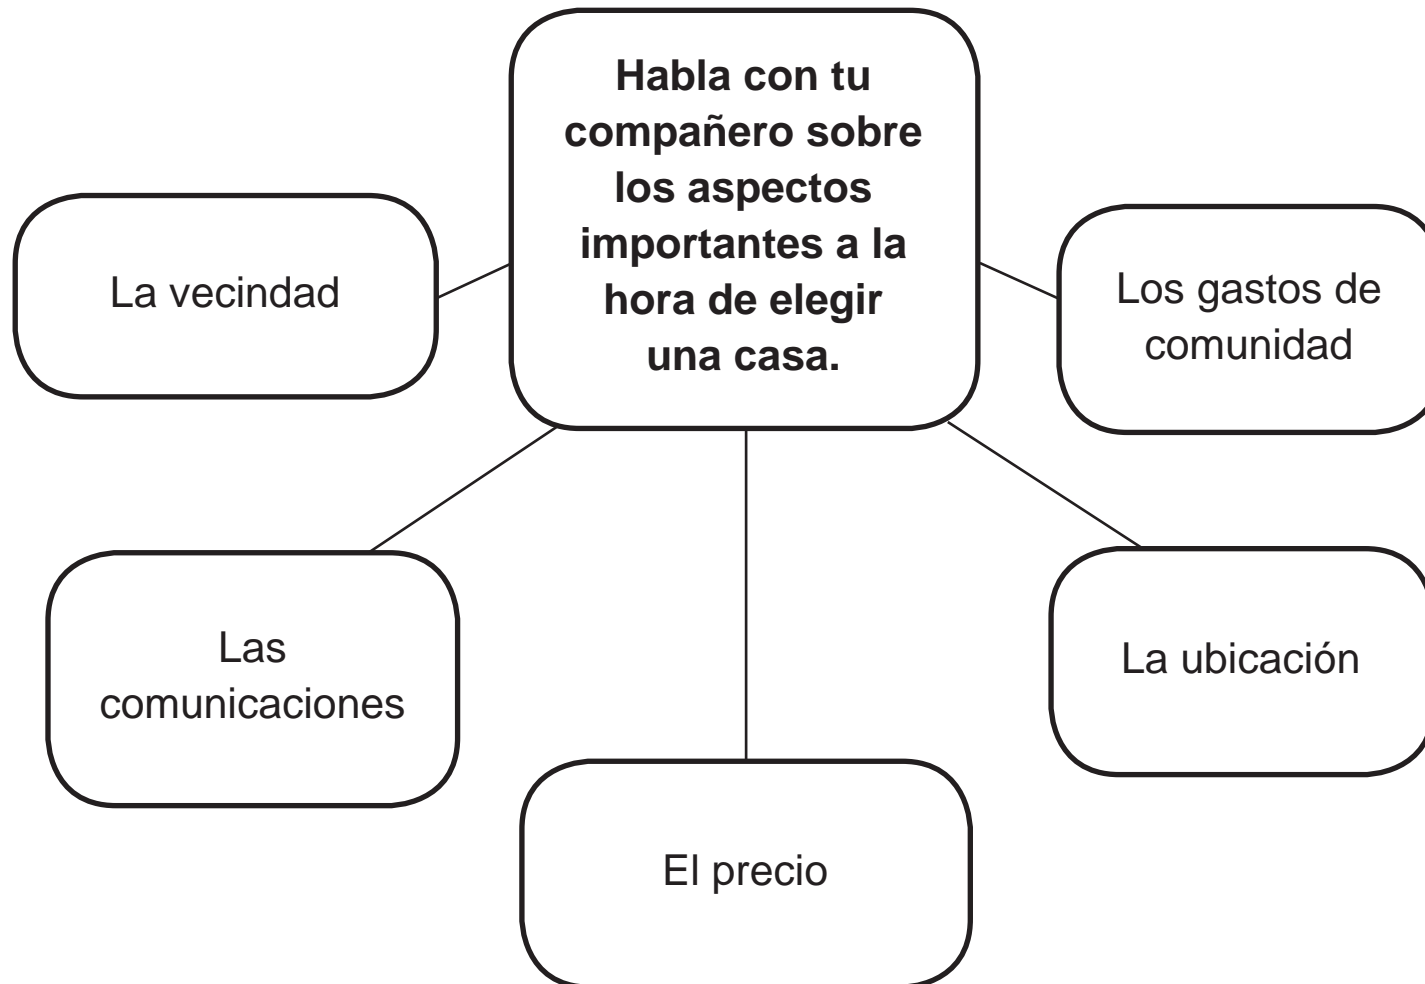 Habla con tu
compañero sobre
los aspectos
importantes a la
hora de elegir
una casa.
La vecindad
Los gastos de
comunidad
Las
comunicaciones
La ubicación
El precio